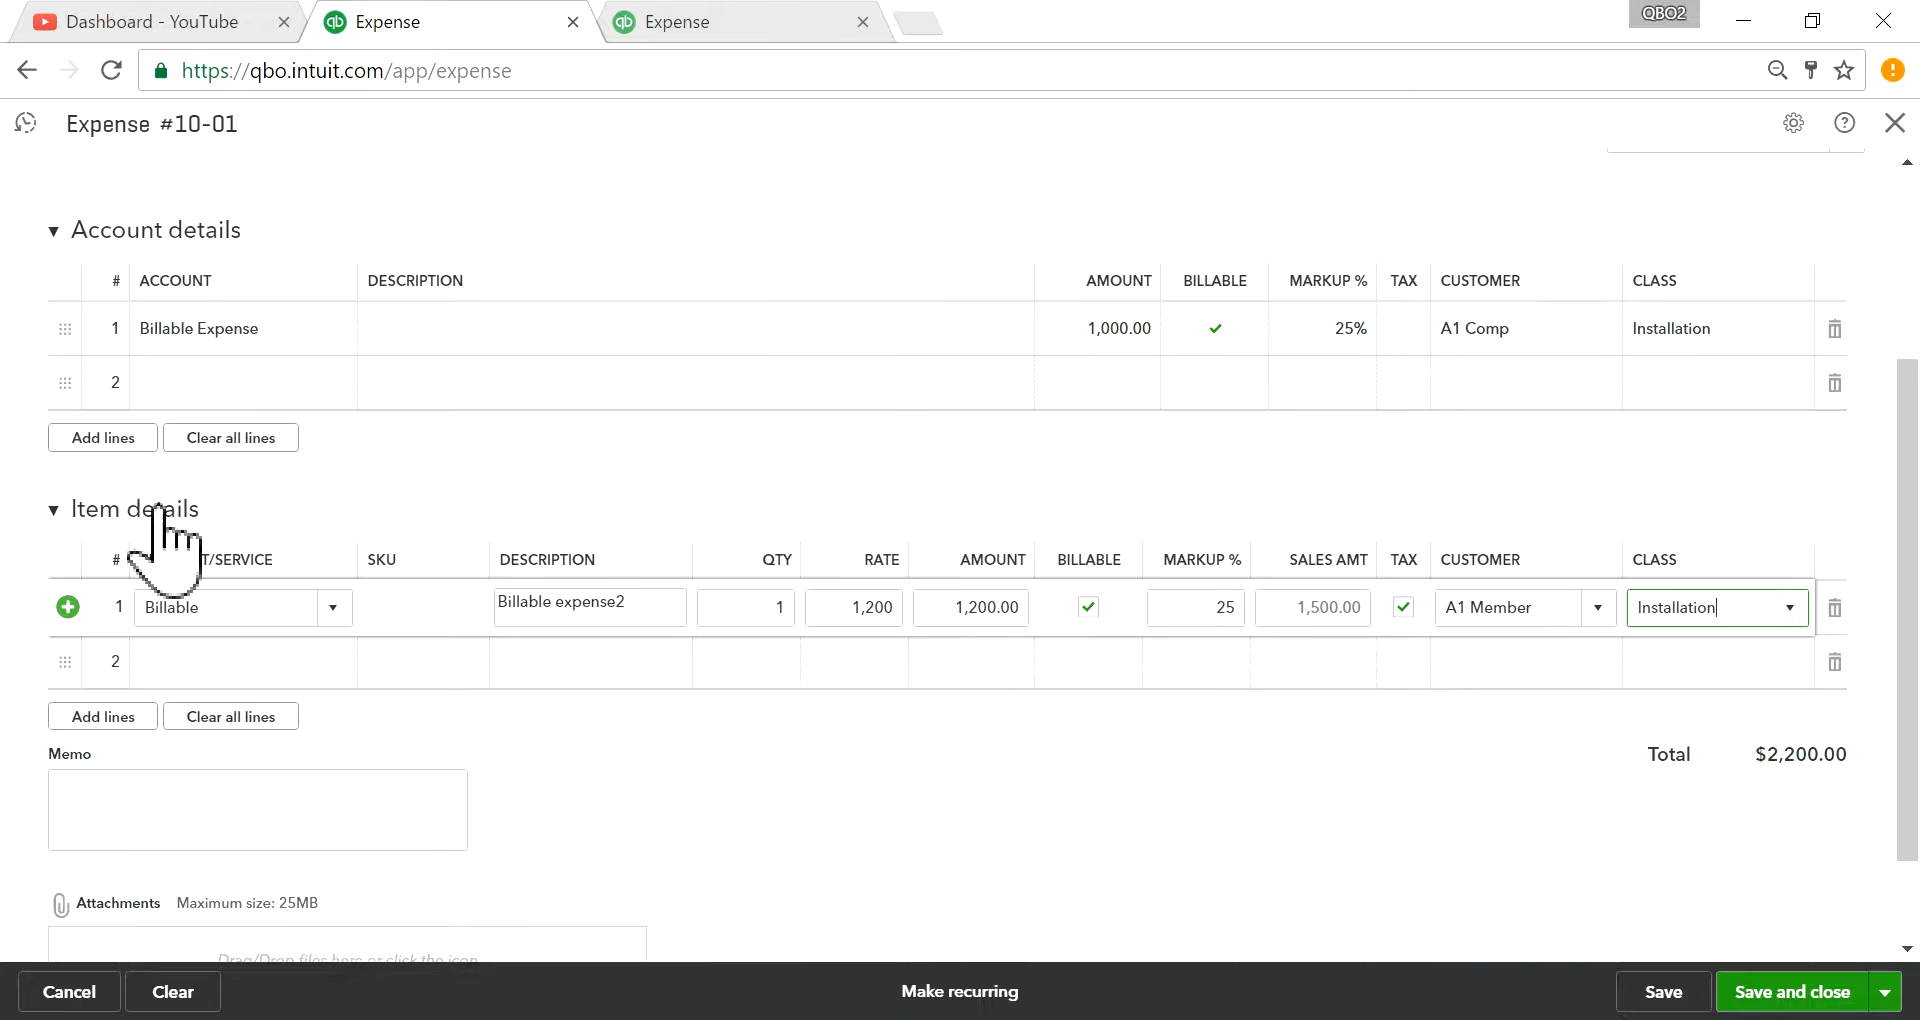 Dashboard - YouTube
Expense
Expense
QBO2
https://qbo.intuit.com/app/expense
Expense #10-01
Account details
# ACCOUNT DESCRIPTION AMOUNT BILLABLE MARKUP % TAX CUSTOMER CLASS
1 Billable Expense 1,000.00 25% A1 Comp Installation
2
Add lines Clear all lines
Item details
# T/SERVICE SKU DESCRIPTION QTY RATE AMOUNT BILLABLE MARKUP % SALES AMT TAX CUSTOMER CLASS
1 Billable Billable expense2 1 1,200 1,200.00 25 1,500.00 A1 Member Installation
2
Add lines Clear all lines
Memo
Total $2,200.00
Attachments Maximum size: 25MB
Drag/Drop files here or click the icon
Cancel Clear Make recurring Save Save and close